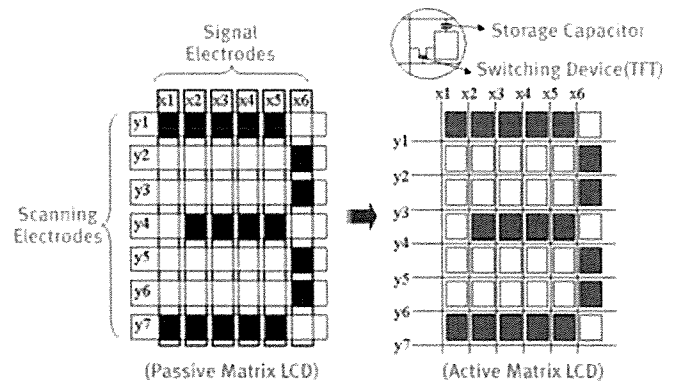 Signal
Electrodes
Storage Capacitor
Switching Device(TFT)
x1 x2 x3 x4 x5 x6
x1 x2 x3 x4 x5 x6
y1
y2
y3
y4
y5
y6
y7
Scanning
Electrodes
y1
y2
y3
y4
y5
y6
y7
(Passive Matrix LCD)
(Active Matrix LCD)